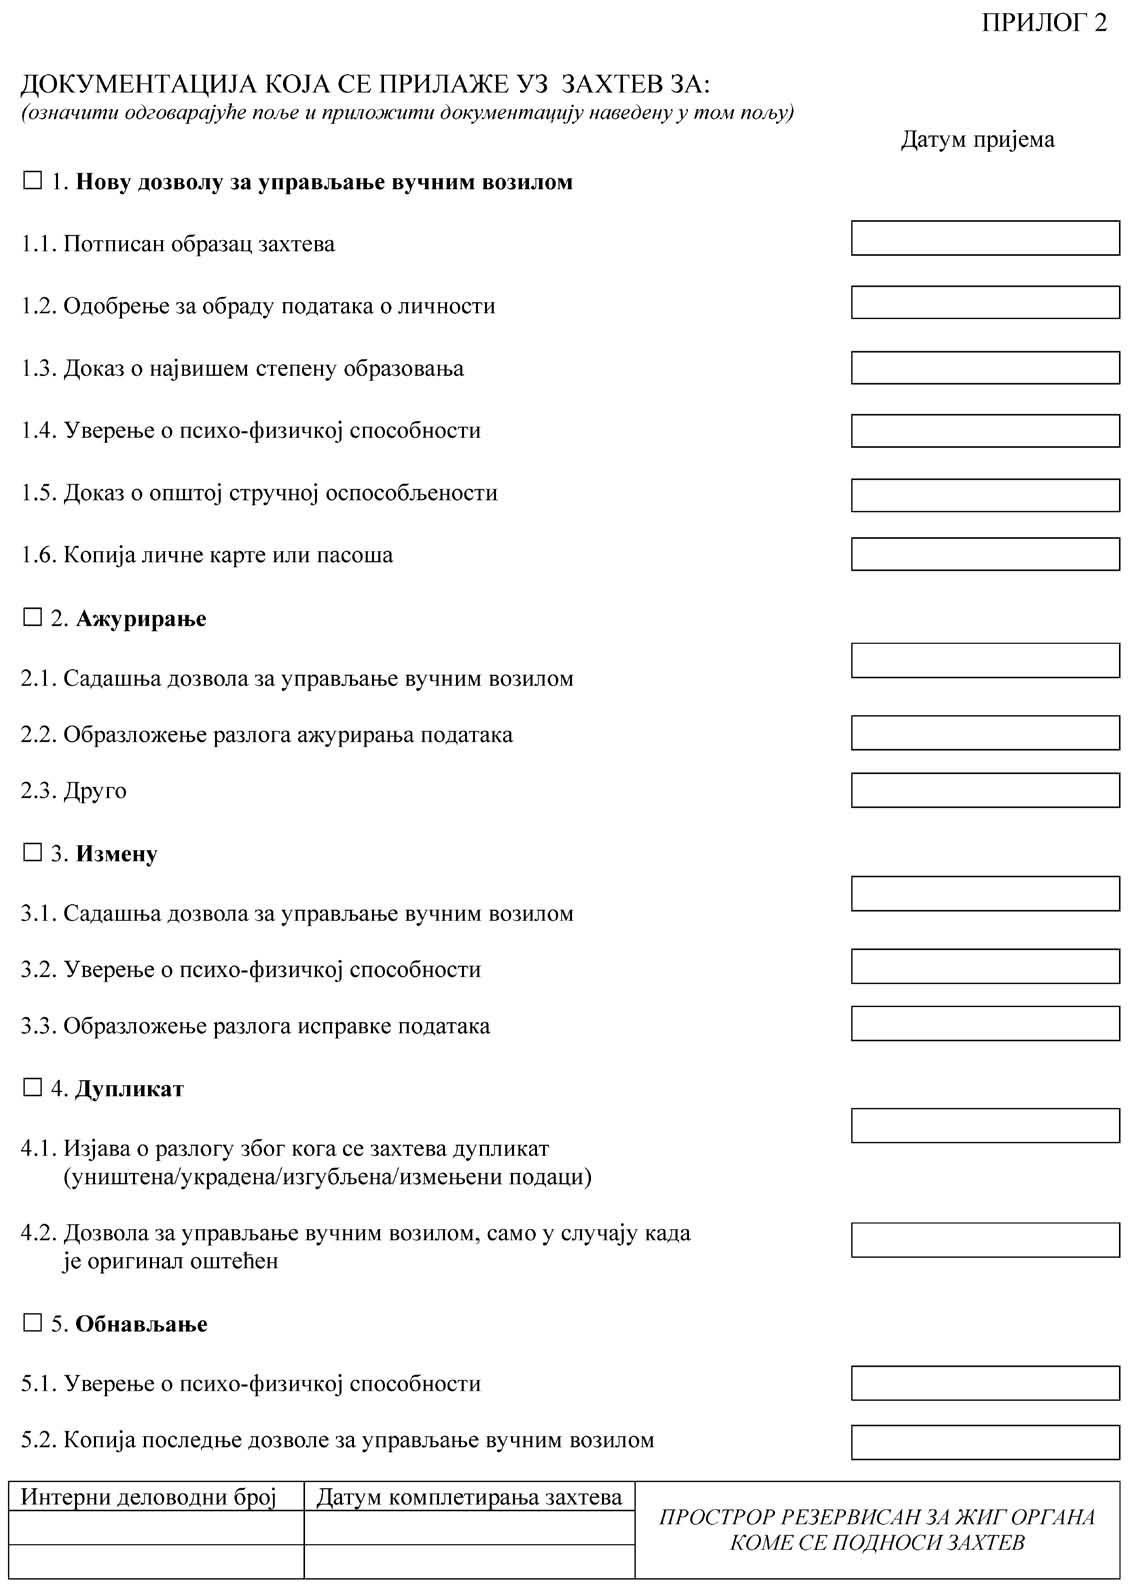 ПРИЛОГ 2
ДОКУМЕНТАЦИЈА КОЈА СЕ ПРИЛАЖЕ УЗ ЗАХТЕВ ЗА:
(означити одговарајуће поље и приложити документацију наведену у том пољу)
Датум пријема
☐ 1. Нову дозволу за управљање вучним возилом
1.1. Потписан образац захтева
1.2. Одобрење за обраду података о личности
1.3. Доказ о највишем степену образовања
1.4. Уверење о психо-физичкој способности
1.5. Доказ о општој стручној оспособљености
1.6. Копија личне карте или пасоша
☐ 2. Ажурирање
2.1. Садашња дозвола за управљање вучним возилом
2.2. Образложење разлога ажурирања података
2.3. Друго
☐ 3. Измену
3.1. Садашња дозвола за управљање вучним возилом
3.2. Уверење о психо-физичкој способности
3.3. Образложење разлога исправке података
☐ 4. Дупликат
4.1. Изјава о разлогу због кога се захтева дупликат
(уништена/украдена/изгубљена/измењени подаци)
4.2. Дозвола за управљање вучним возилом, само у случају када
је оригинал оштећен
☐ 5. Обнављање
5.1. Уверење о психо-физичкој способности
5.2. Копија последње дозволе за управљање вучним возилом
Интерни деловодни број
Датум комплетирања захтева
ПРОСТРОР РЕЗЕРВИСАН ЗА ЖИГ ОРГАНА
КОМЕ СЕ ПОДНОСИ ЗАХТЕВ